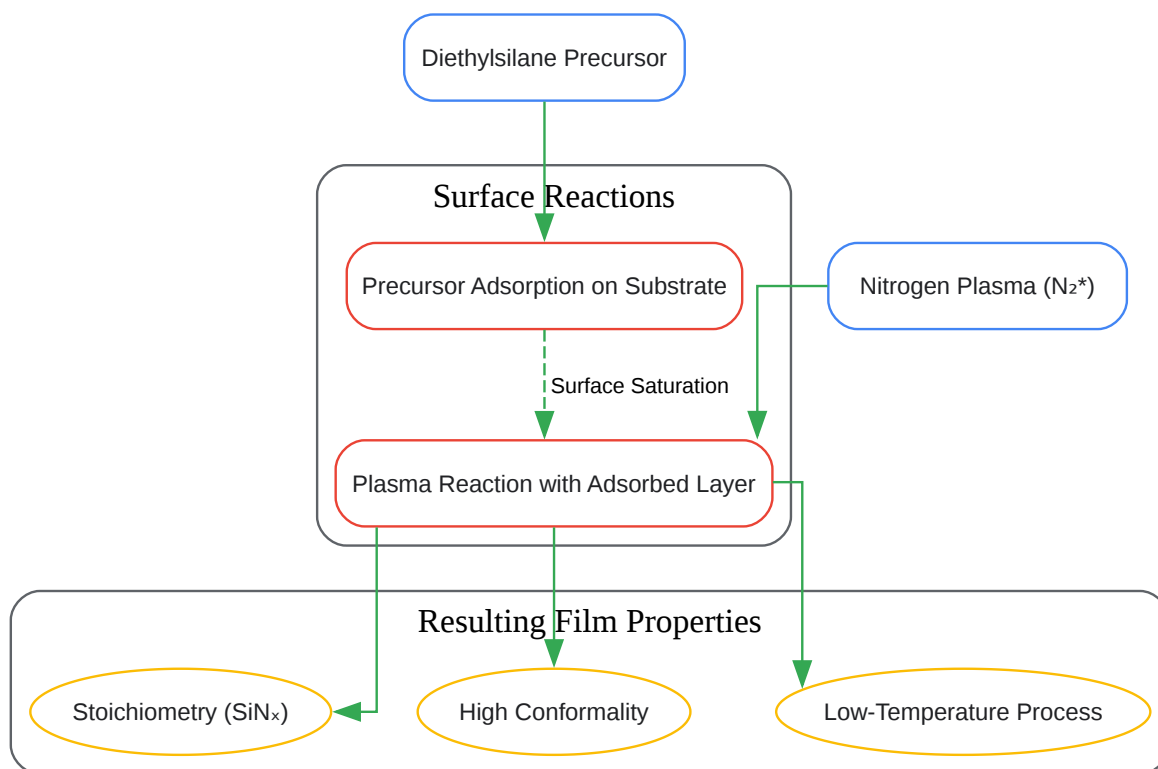 Diethylsilane Precursor
Surface Reactions
Precursor Adsorption on Substrate
Nitrogen Plasma (N₂*)
Surface Saturation
Plasma Reaction with Adsorbed Layer
Resulting Film Properties
Stoichiometry (SiNₓ)
High Conformality
Low-Temperature Process